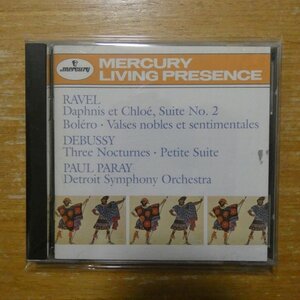 mercury
MERCURY
LIVING PRESENCE
RAVEL
Daphnis et Chloé, Suite No. 2
Boléro · Valses nobles et sentimentales
DEBUSSY
Three Nocturnes · Petite Suite
PAUL PARAY
Detroit Symphony Orchestra